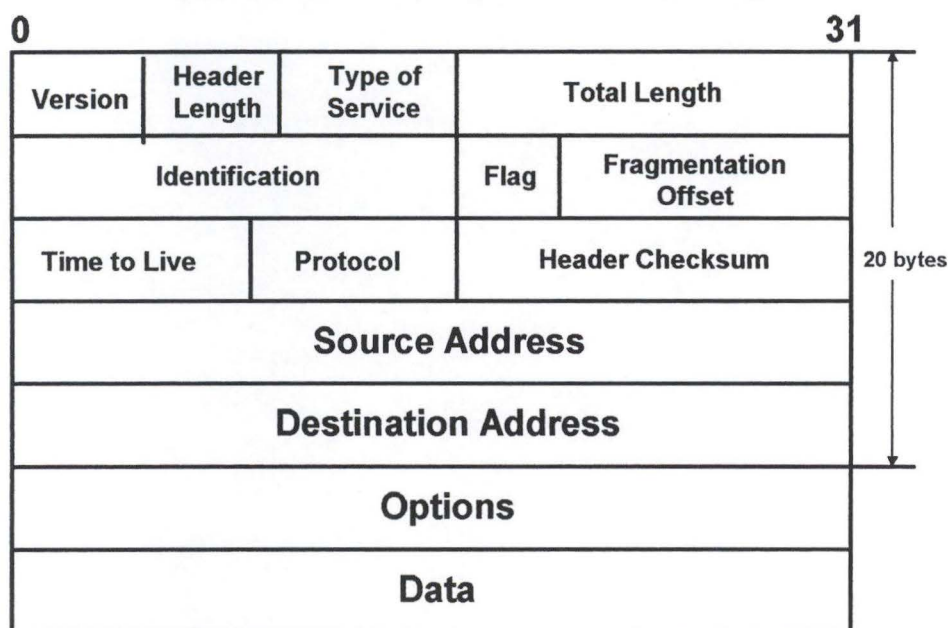 0 31
Version
Header
Length
Type of
Service
Total Length
Identification
Flag
Fragmentation
Offset
Time to Live
Protocol
Header Checksum
20 bytes
Source Address
Destination Address
Options
Data